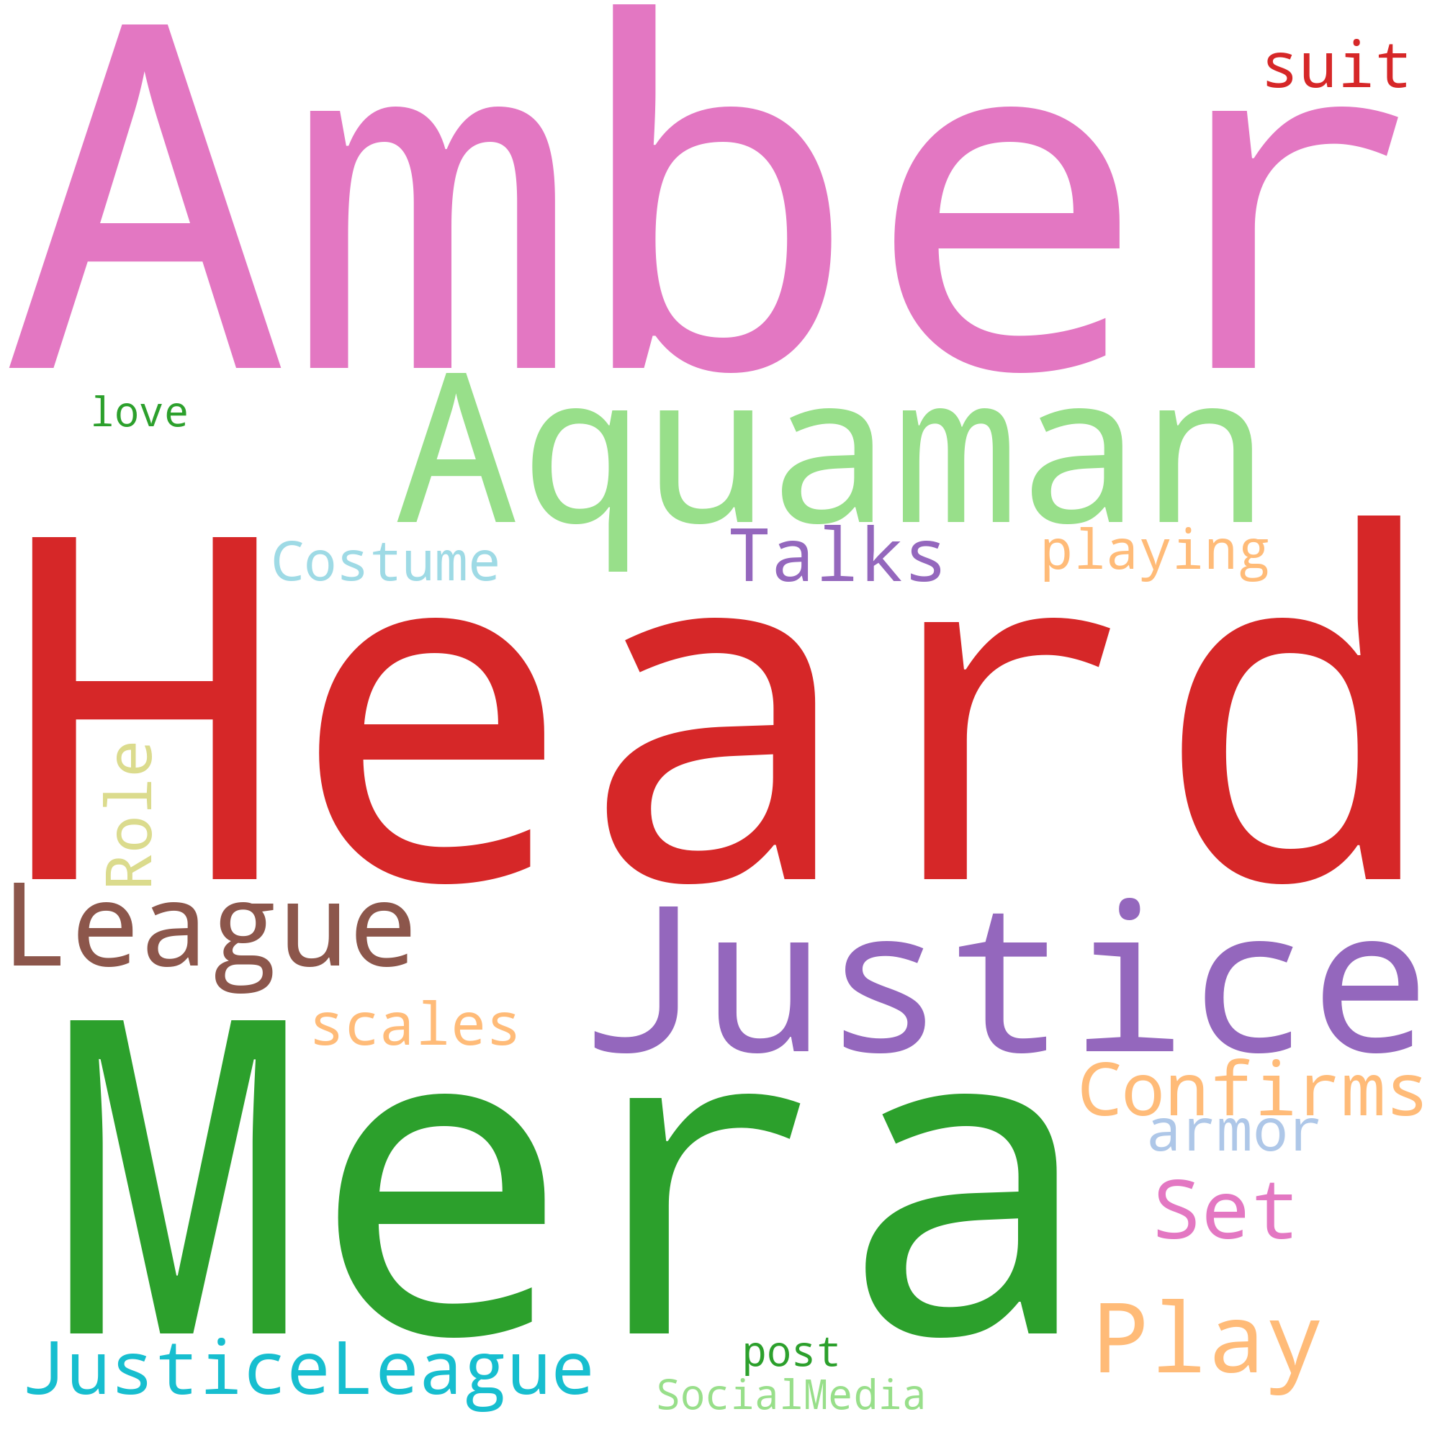 Amber
suit
love
Aquaman
Costume
Talks
playing
Heard
Role
League
Justice
scales
Mera
Confirms
armor
Set
Play
JusticeLeague
post
SocialMedia